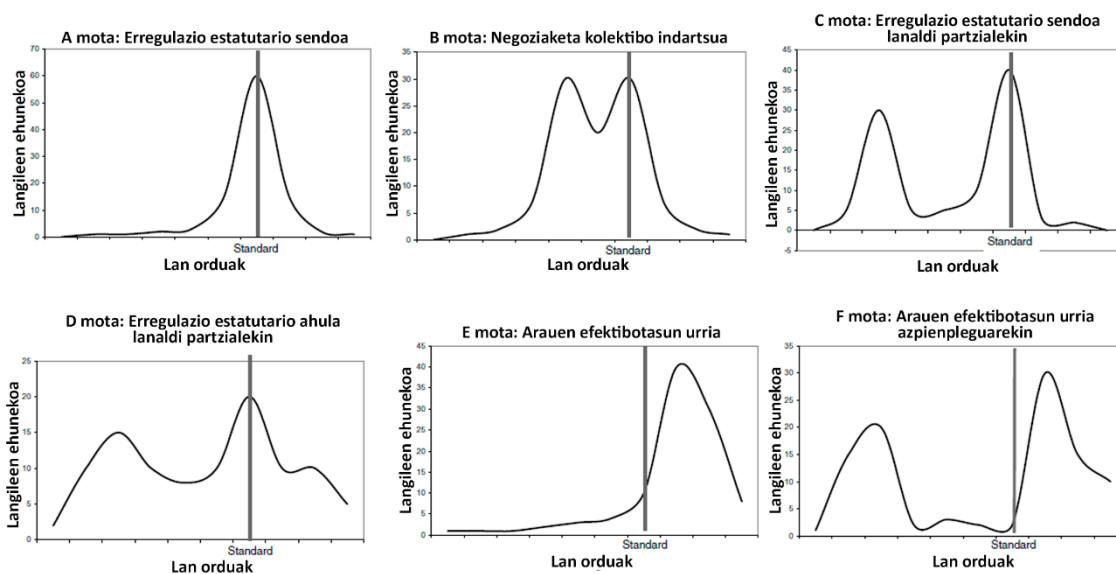 A mota: Erregulazio estatutario sendoa
Langileen ehunekoa
70
60
50
40
30
20
10
0
Standard
Lan orduak
B mota: Negoziaketa kolektibo indartsua
Langileen ehunekoa
35
30
25
20
15
10
5
0
Standard
Lan orduak
C mota: Erregulazio estatutario sendoa
lanaldi partzialekin
Langileen ehunekoa
45
40
35
30
25
20
15
10
5
0
-5
Standard
Lan orduak
D mota: Erregulazio estatutario ahula
lanaldi partzialekin
Langileen ehunekoa
25
20
15
10
5
0
Standard
Lan orduak
E mota: Arauen efektibotasun urria
Langileen ehunekoa
45
40
35
30
25
20
15
10
5
0
Standard
Lan orduak
F mota: Arauen efektibotasun urria
azpienpleguarekin
Langileen ehunekoa
35
30
25
20
15
10
5
0
Standard
Lan orduak